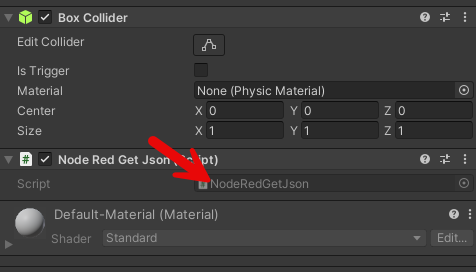 Box Collider
Edit Collider
Is Trigger
Material None (Physic Material)
Center X 0 Y 0 Z 0
Size X 1 Y 1 Z 1
# Node Red Get Json (Script)
Script NodeRedGetJson
Default-Material (Material)
Shader Standard Edit...